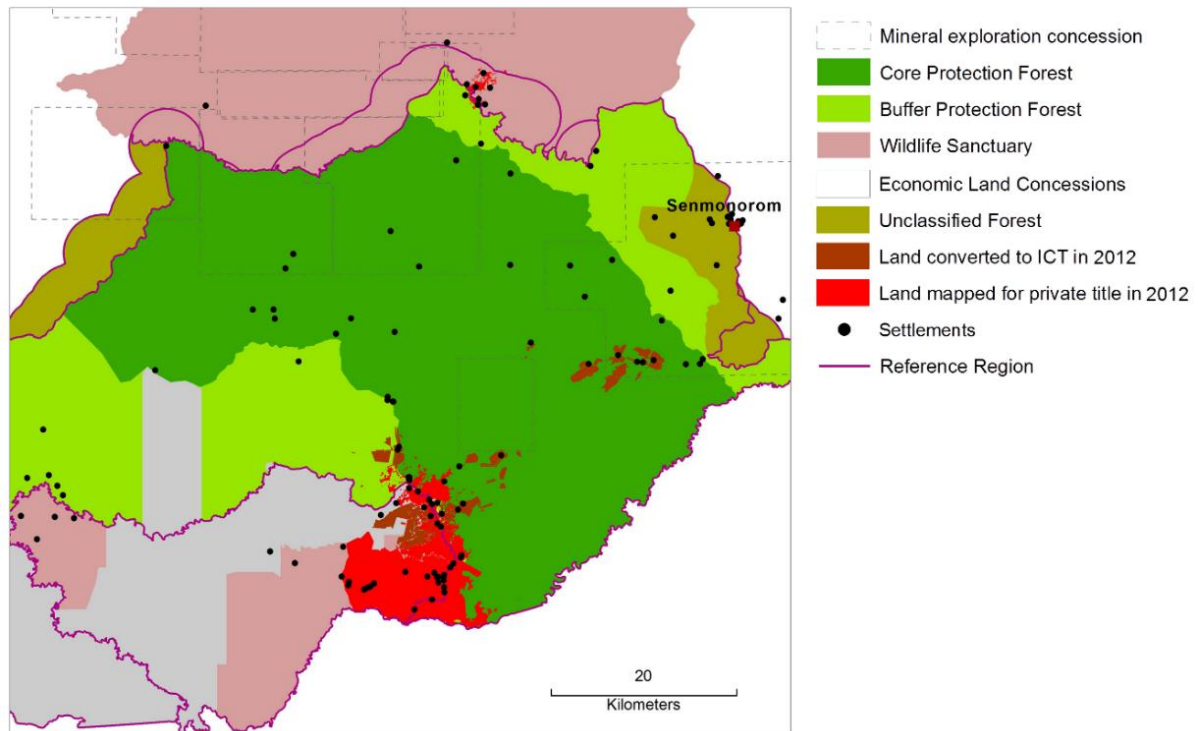 Mineral exploration concession
Core Protection Forest
Buffer Protection Forest
Wildlife Sanctuary
Economic Land Concessions
Unclassified Forest
Land converted to ICT in 2012
Land mapped for private title in 2012
Settlements
Reference Region
Senmonorom
20
Kilometers